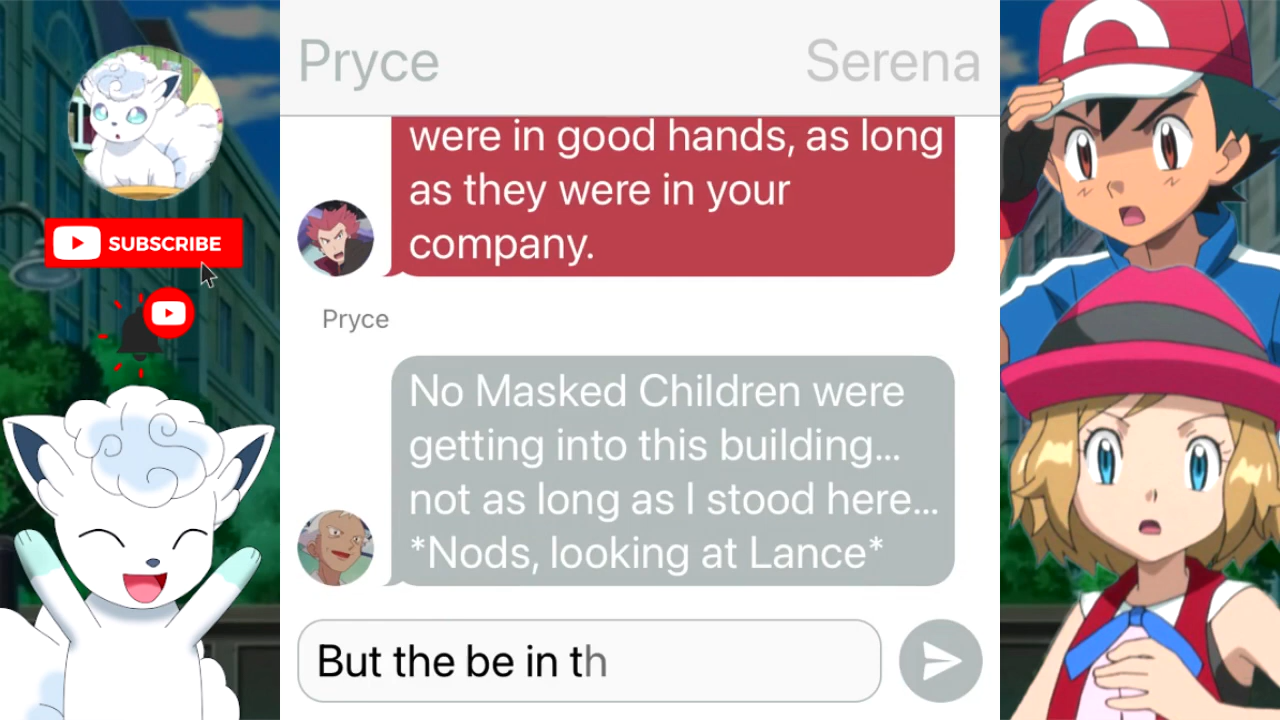 Pryce
Serena
were in good hands, as long
as they were in your
company.
SUBSCRIBE
Pryce
No Masked Children were
getting into this building...
not as long as I stood here...
*Nods, looking at Lance*
But the be in th